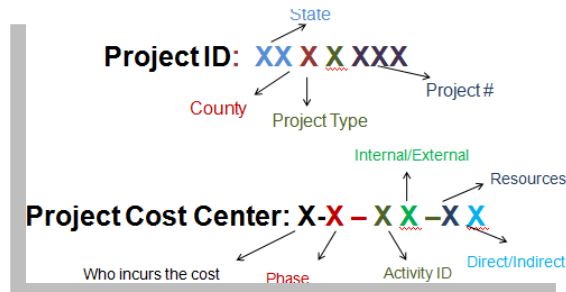 State
Project ID: XX X X XXX
Project #
County
Project Type
Internal/External
Resources
Project Cost Center: X-X – X X –X X
Direct/Indirect
Who incurs the cost
Phase
Activity ID